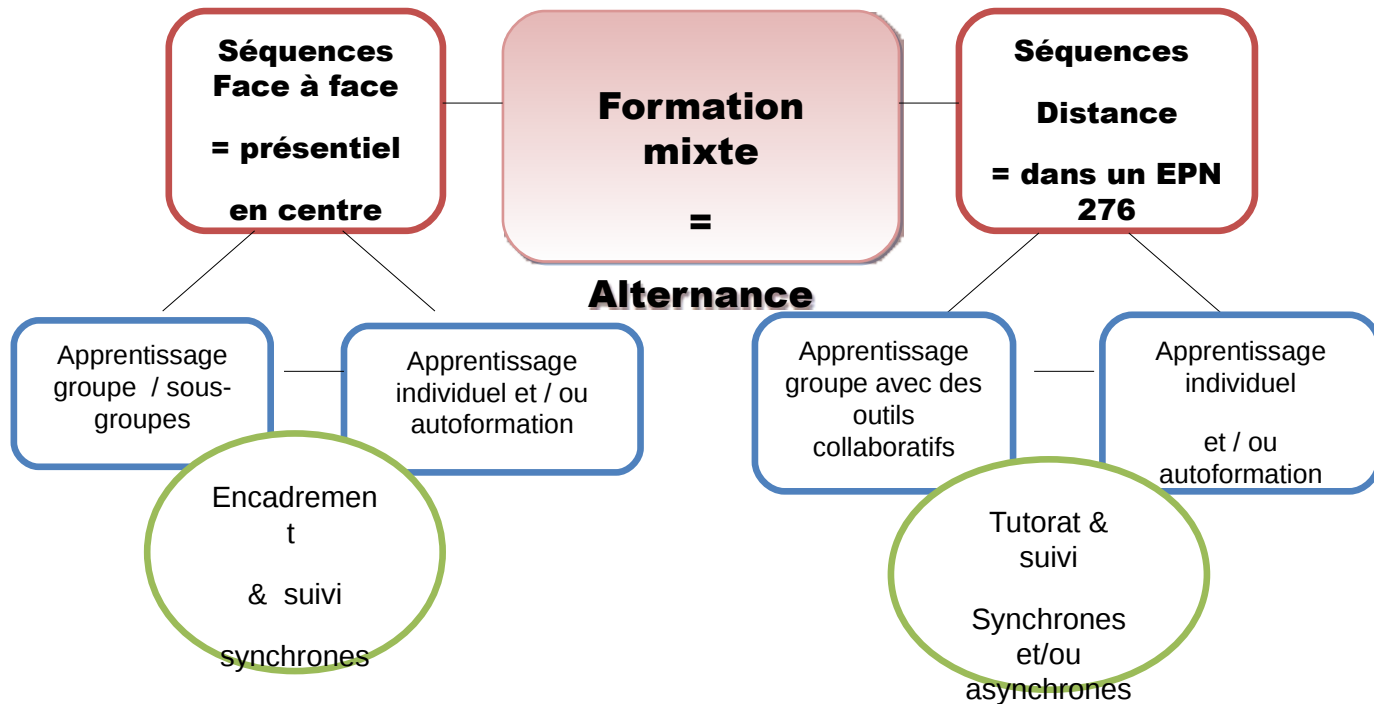 Séquences
Face à face
= présentiel
en centre
Formation
mixte
=
Alternance
Séquences
Distance
= dans un EPN
276
Apprentissage
groupe / sous-
groupes
Apprentissage
individuel et / ou
autoformation
Encadremen
t
& suivi
synchrones
Apprentissage
groupe avec des
outils
collaboratifs
Apprentissage
individuel
et / ou
autoformation
Tutorat &
suivi
Synchrones
et/ou
asynchrones